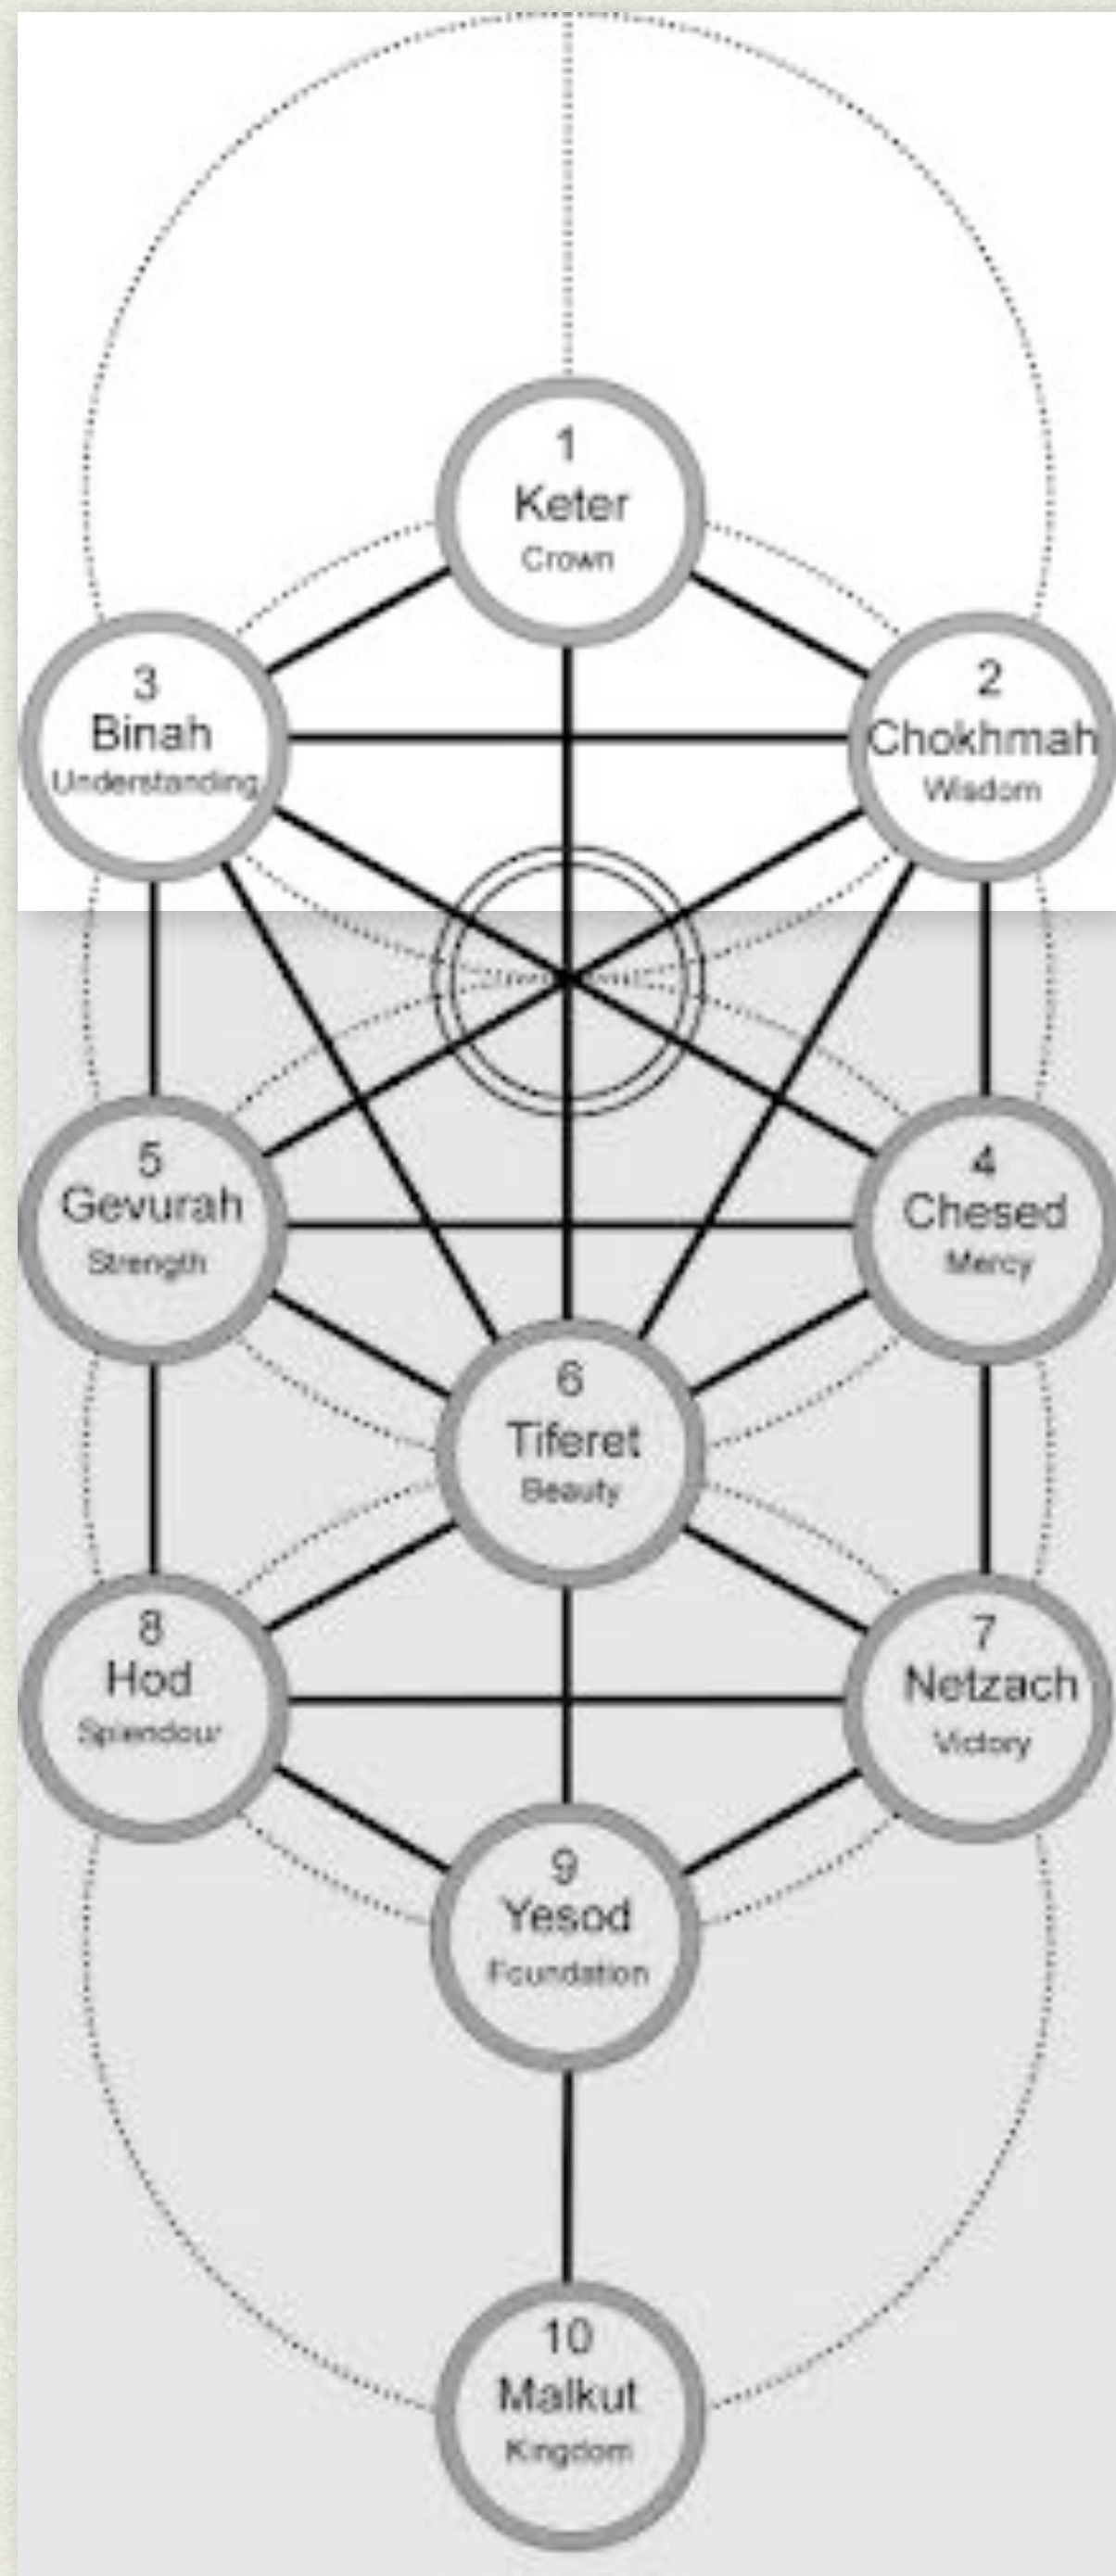 1
Keter
Crown
3
Binah
Understanding
2
Chokhmah
Wisdom
5
Gevurah
Strength
4
Chesed
Mercy
6
Tiferet
Beauty
8
Hod
Splendour
7
Netzach
Victory
9
Yesod
Foundation
10
Malkut
Kingdom